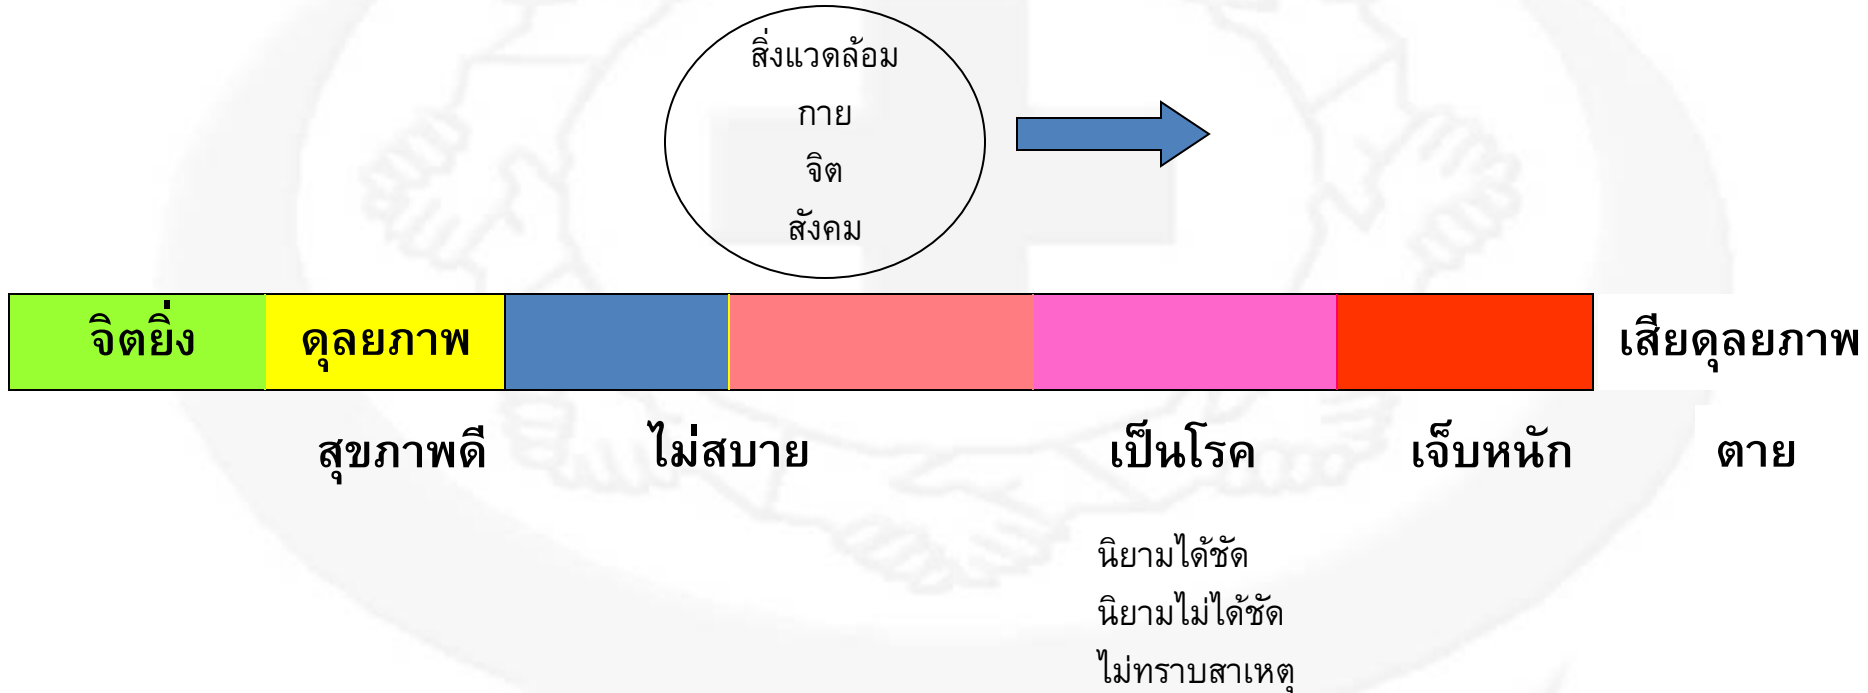 สิ่งแวดล้อม
กาย
จิต
สังคม
จิตยิ่ง ดุลยภาพ เสียดุลยภาพ
สุขภาพดี ไม่สบาย เป็นโรค เจ็บหนัก ตาย
นิยามได้ชัด
นิยามไม่ได้ชัด
ไม่ทราบสาเหตุ